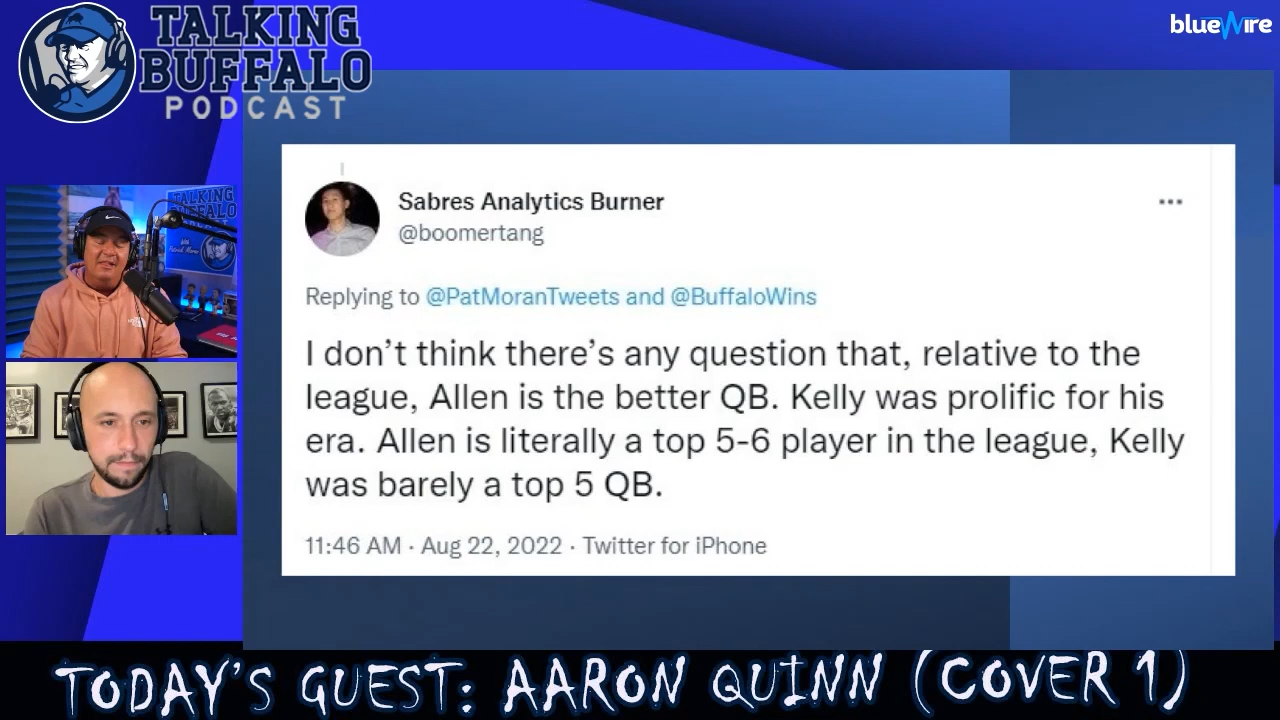 TALKING
BUFFALO
PODCAST
blueWire
TALKING
BUFFALO
Sabres Analytics Burner
@boomertang
Replying to @PatMoranTweets and @BuffaloWins
I don’t think there’s any question that, relative to the
league, Allen is the better QB. Kelly was prolific for his
era. Allen is literally a top 5-6 player in the league, Kelly
was barely a top 5 QB.
11:46 AM · Aug 22, 2022 · Twitter for iPhone
TODAY'S GUEST: AARON QUINN (COVER 1)